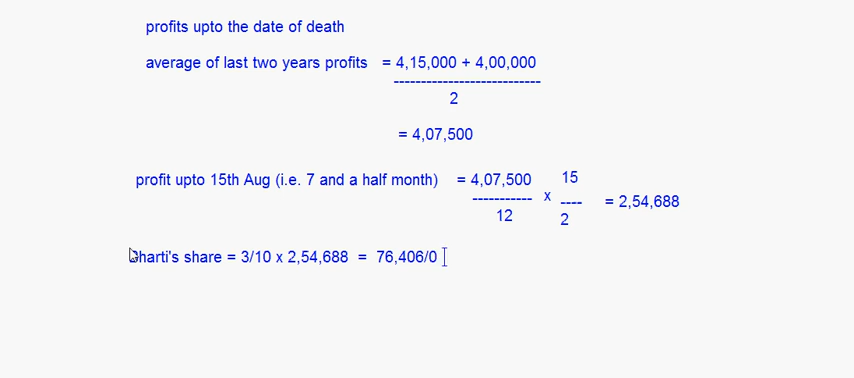 profits upto the date of death
average of last two years profits = 4,15,000 + 4,00,000
---------------------------
2
= 4,07,500
profit upto 15th Aug (i.e. 7 and a half month) = 4,07,500 x 15 = 2,54,688
----------- ----
12 2
Bharti's share = 3/10 x 2,54,688 = 76,406/0